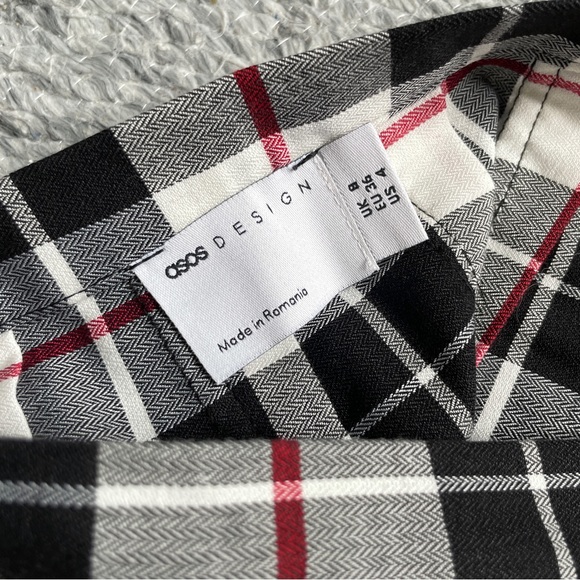 asos DESIGN
Made in Romania
UK 8
EU 36
US 4